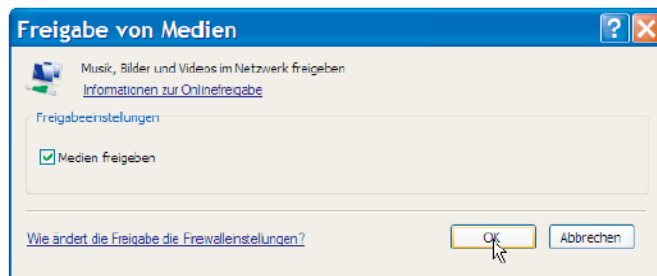 Freigabe von Medien
Musik, Bilder und Videos im Netzwerk freigeben
Informationen zur Onlinefreigabe
Freigabeeinstellungen
Medien freigeben
Wie ändert die Freigabe die Firewalleinstellungen?
OK
Abbrechen